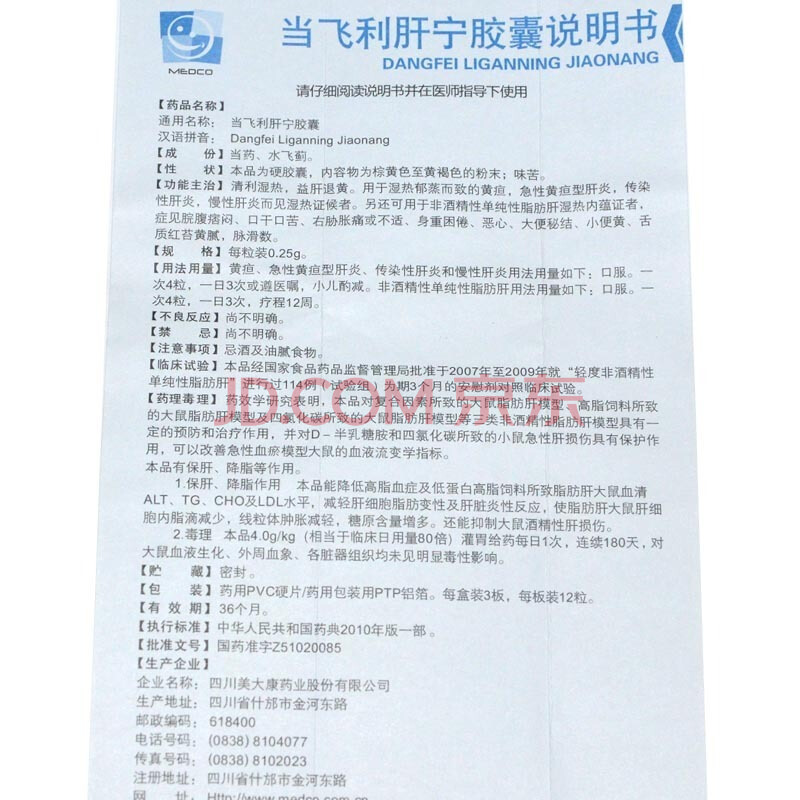 MEDCO
当飞利肝宁胶囊说明书
DANGFEI LIGANNING JIAONANG
请仔细阅读说明书并在医师指导下使用
【药品名称】
通用名称：当飞利肝宁胶囊
汉语拼音：Dangfei Liganning Jiaonang
【成　份】当药、水飞蓟。
【性　状】本品为硬胶囊，内容物为棕黄色至黄褐色的粉末；味苦。
【功能主治】清利湿热，益肝退黄。用于湿热郁蒸而致的黄疸，急性黄疸型肝炎，传染
性肝炎，慢性肝炎而见湿热证候者。另还可用于非酒精性单纯性脂肪肝湿热内蕴证者，
症见脘腹痞闷、口干口苦、右胁胀痛或不适、身重困倦、恶心、大便秘结、小便黄、舌
质红苔黄腻，脉滑数。
【规　格】每粒装0.25g。
【用法用量】黄疸、急性黄疸型肝炎、传染性肝炎和慢性肝炎用法用量如下：口服。一
次4粒，一日3次或遵医嘱，小儿酌减。非酒精性单纯性脂肪肝用法用量如下：口服。一
次4粒，一日3次，疗程12周。
【不良反应】尚不明确。
【禁　忌】尚不明确。
【注意事项】忌酒及油腻食物。
【临床试验】本品经国家食品药品监督管理局批准于2007年至2009年就“轻度非酒精性
单纯性脂肪肝”进行过114例（试验组）为期3个月的安慰剂对照临床试验。
JD.COM 京东
【药理毒理】药效学研究表明，本品对复合因素所致的大鼠脂肪肝模型、高脂饲料所致
的大鼠脂肪肝模型及四氯化碳所致的大鼠脂肪肝模型等三类非酒精性脂肪肝模型具有一
定的预防和治疗作用，并对D－半乳糖胺和四氯化碳所致的小鼠急性肝损伤具有保护作
用，可以改善急性血瘀模型大鼠的血液流变学指标。
本品有保肝、降脂等作用。
1.保肝、降脂作用　本品能降低高脂血症及低蛋白高脂饲料所致脂肪肝大鼠血清
ALT、TG、CHO及LDL水平，减轻肝细胞脂肪变性及肝脏炎性反应，使脂肪肝大鼠肝细
胞内脂滴减少，线粒体肿胀减轻，糖原含量增多。还能抑制大鼠酒精性肝损伤。
2.毒理　本品4.0g/kg（相当于临床日用量80倍）灌胃给药每日1次，连续180天，对
大鼠血液生化、外周血象、各脏器组织均未见明显毒性影响。
【贮　藏】密封。
【包　装】药用PVC硬片/药用包装用PTP铝箔。每盒装3板，每板装12粒。
【有 效 期】36个月。
【执行标准】中华人民共和国药典2010年版一部 。
【批准文号】国药准字Z51020085
【生产企业】
企业名称：四川美大康药业股份有限公司
生产地址：四川省什邡市金河东路
邮政编码：618400
电话号码：(0838) 8104077
传真号码：(0838) 8102023
注册地址：四川省什邡市金河东路
网　址：Http://www.medco.com.cn